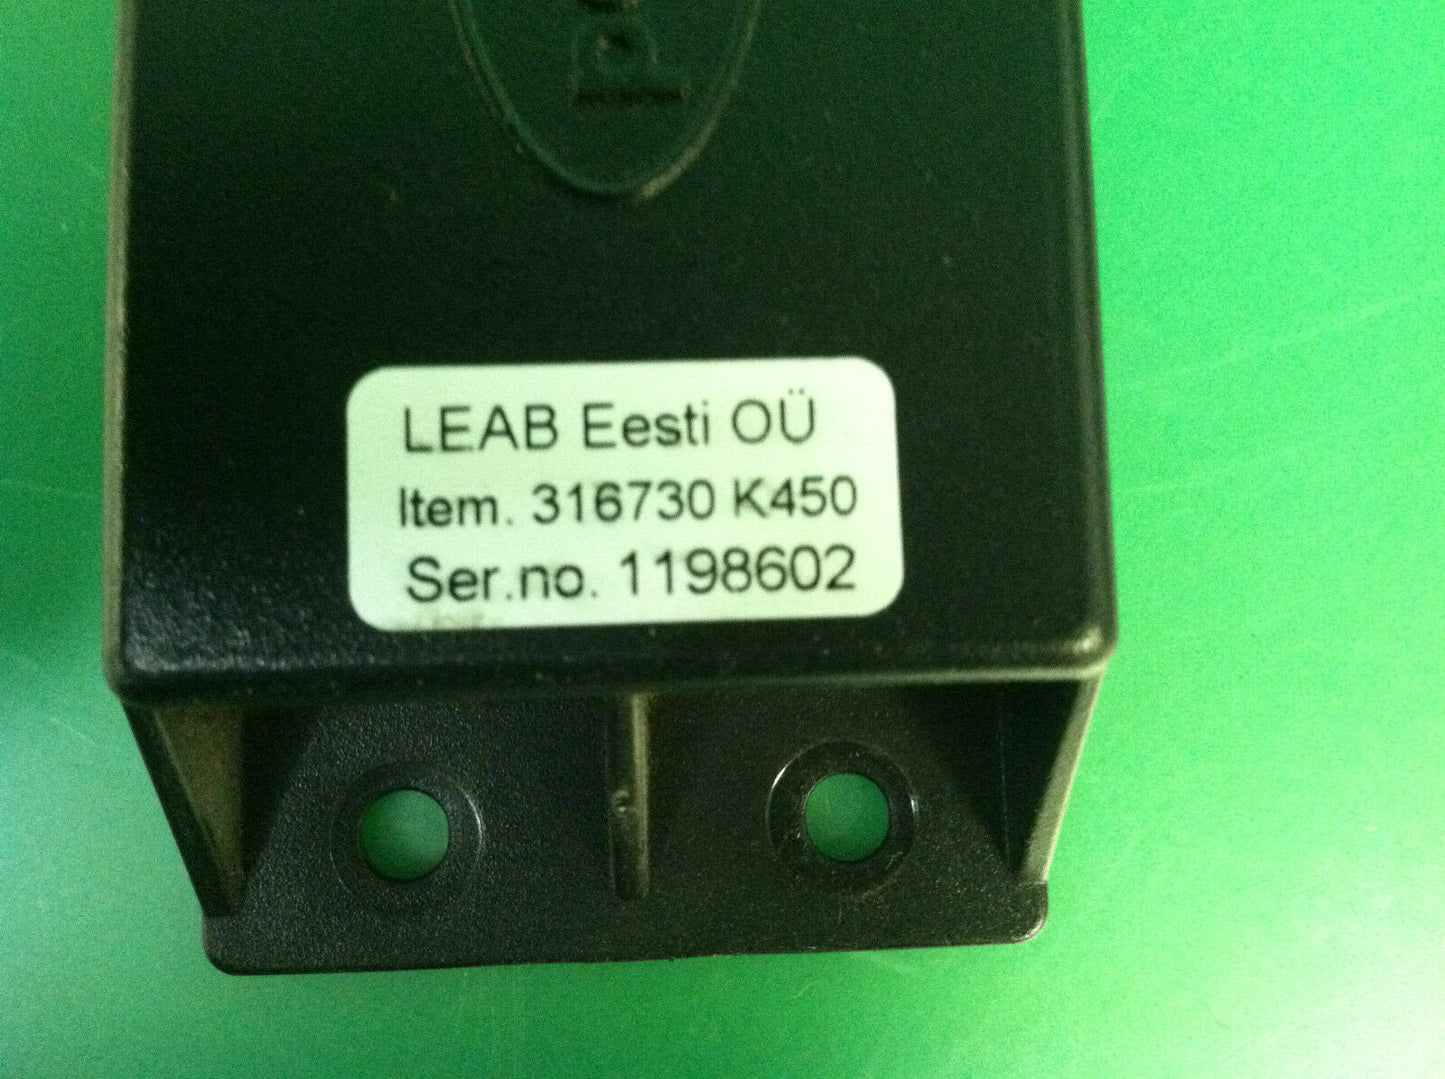 LEAB Eesti OÜ
Item. 316730 K450
Ser.no. 1198602